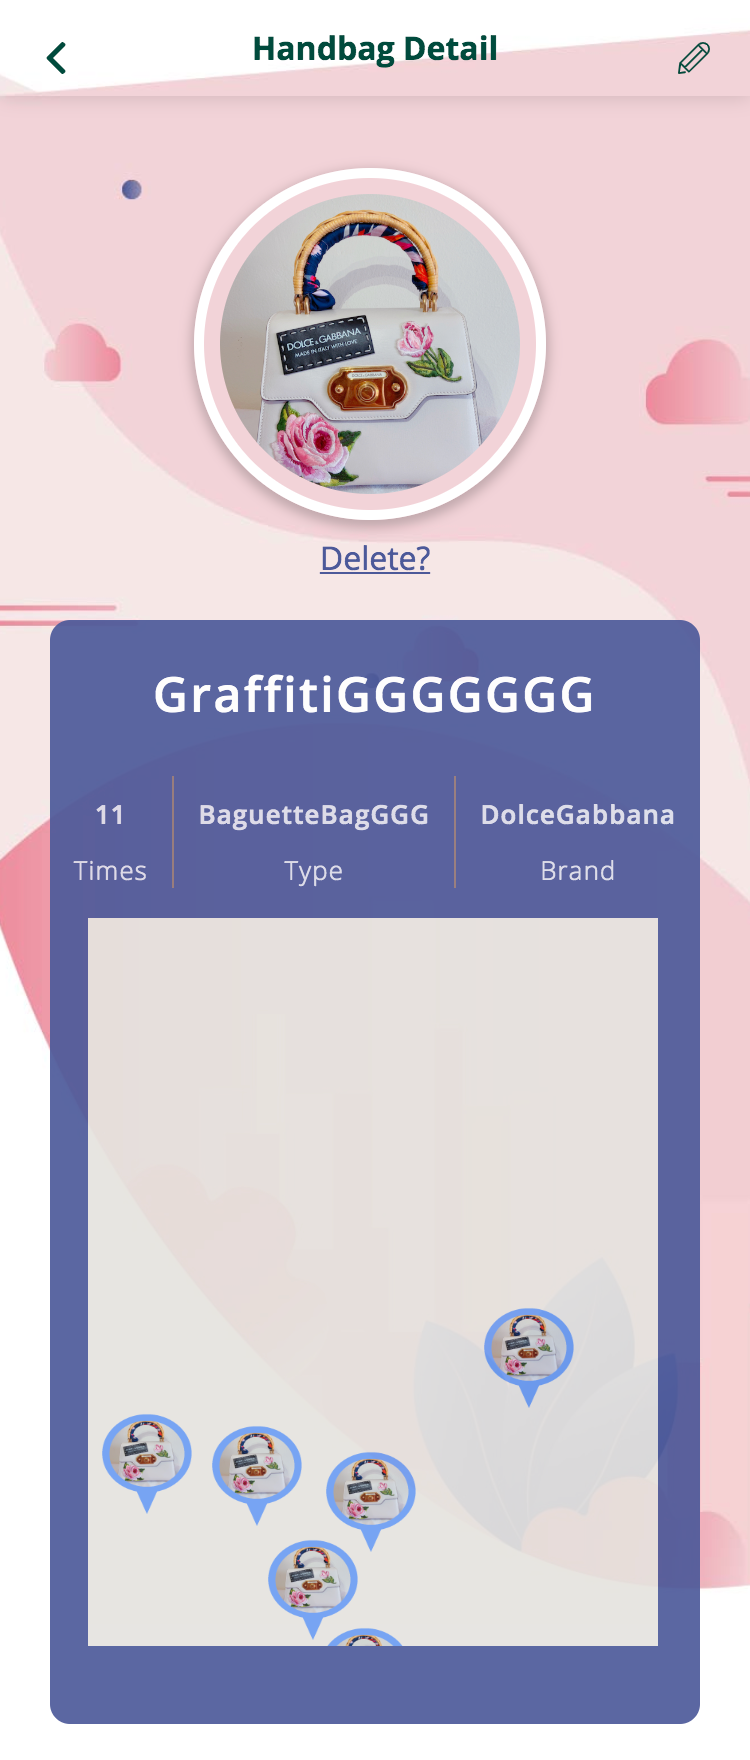 Handbag Detail
DOLCE & GABBANA
MADE IN ITALY WITH LOVE
Delete?
GraffitiGGGGGGG
11 BaguetteBagGGG DolceGabbana
Times Type Brand